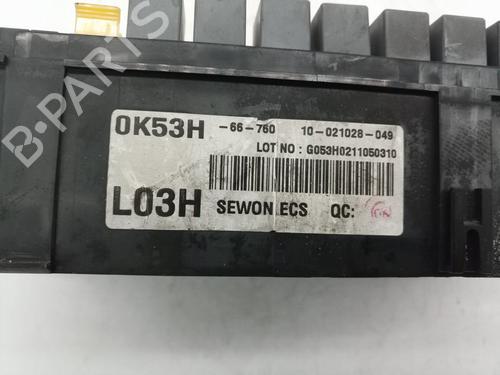 0K53H -66-760 10-021028-049
LOT NO : G053H0211050310
L03H SEWON ECS QC:
B-Parts